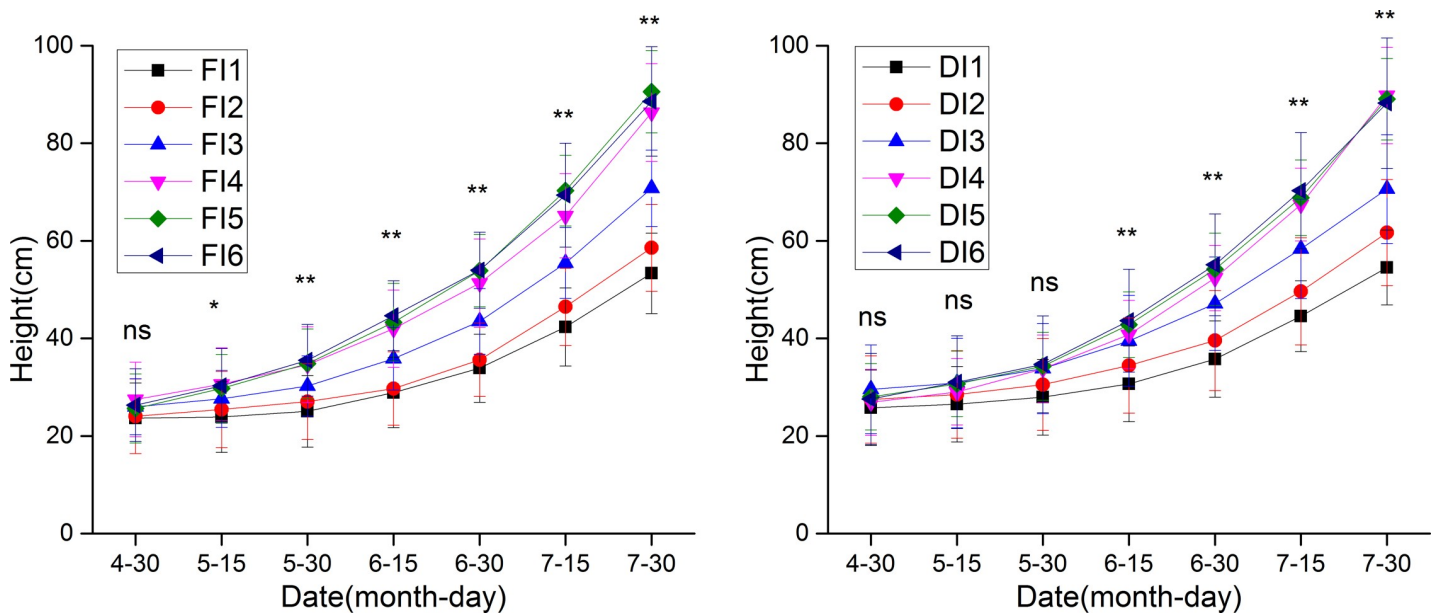 **
100
FI1
FI2
FI3
FI4
FI5
FI6
**
80
**
60
**
**
Height(cm)
40
*
ns
20
0
4-30 5-15 5-30 6-15 6-30 7-15 7-30
Date(month-day)
**
100
DI1
DI2
DI3
DI4
DI5
DI6
**
80
**
60
**
Height(cm)
40
ns
ns
ns
20
0
4-30 5-15 5-30 6-15 6-30 7-15 7-30
Date(month-day)